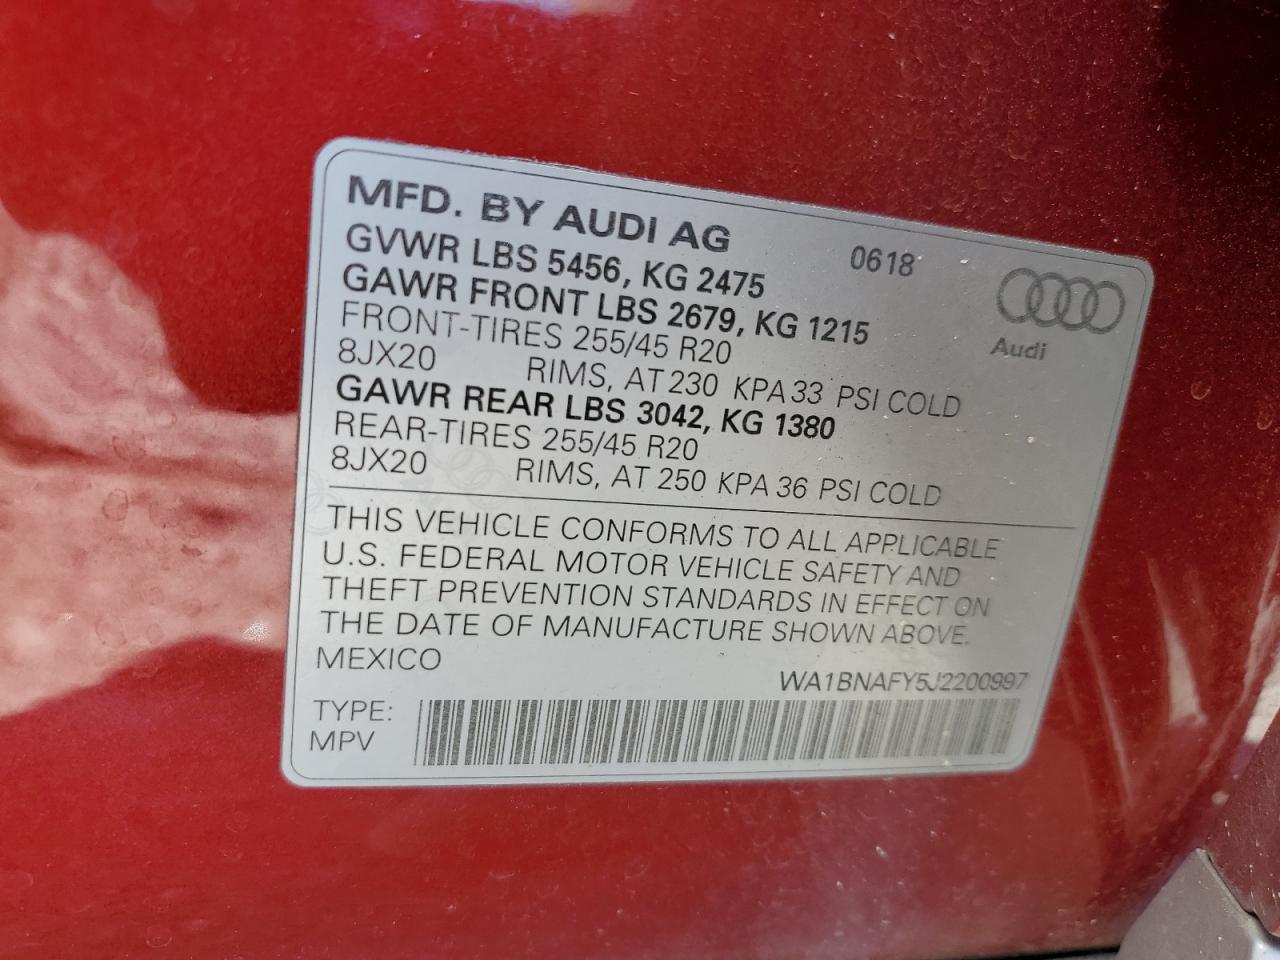 MFD. BY AUDI AG 0618
GVWR LBS 5456, KG 2475
GAWR FRONT LBS 2679, KG 1215
FRONT-TIRES 255/45 R20
8JX20 RIMS, AT 230 KPA 33 PSI COLD
Audi
GAWR REAR LBS 3042, KG 1380
REAR-TIRES 255/45 R20
8JX20 RIMS, AT 250 KPA 36 PSI COLD
THIS VEHICLE CONFORMS TO ALL APPLICABLE
U.S. FEDERAL MOTOR VEHICLE SAFETY AND
THEFT PREVENTION STANDARDS IN EFFECT ON
THE DATE OF MANUFACTURE SHOWN ABOVE.
MEXICO
WA1BNAFY5J2200997
TYPE:
MPV